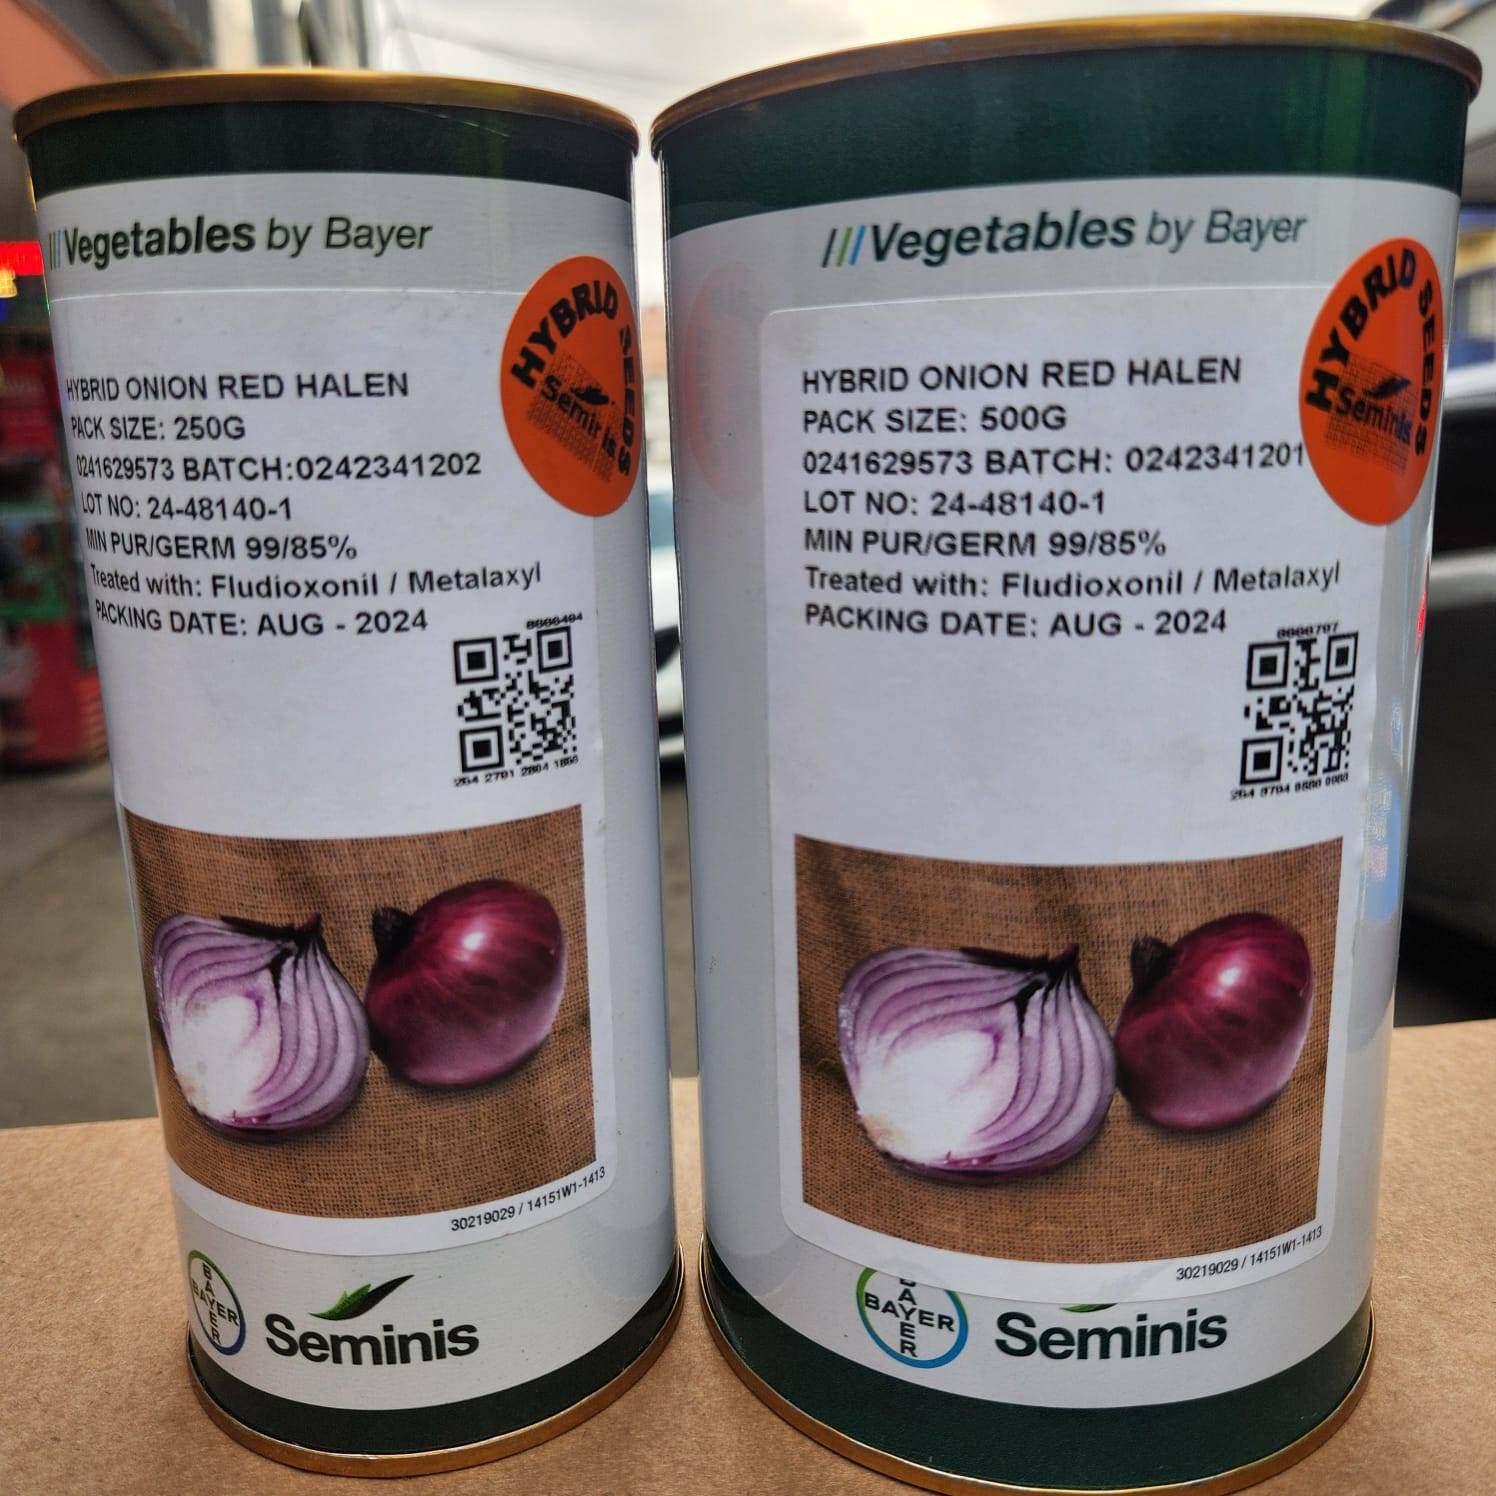 ///Vegetables by Bayer
HYBRID SEEDS
Seminis
HYBRID ONION RED HALEN
PACK SIZE: 250G
0241629573 BATCH:0242341202
LOT NO: 24-48140-1
MIN PUR/GERM 99/85%
Treated with: Fludioxonil / Metalaxyl
PACKING DATE: AUG - 2024
30219029 / 14151W1-1413
BAYER
BAYER
Seminis
///Vegetables by Bayer
HYBRID SEEDS
Seminis
HYBRID ONION RED HALEN
PACK SIZE: 500G
0241629573 BATCH: 0242341201
LOT NO: 24-48140-1
MIN PUR/GERM 99/85%
Treated with: Fludioxonil / Metalaxyl
PACKING DATE: AUG - 2024
30219029 / 14151W1-1413
BAYER
Seminis